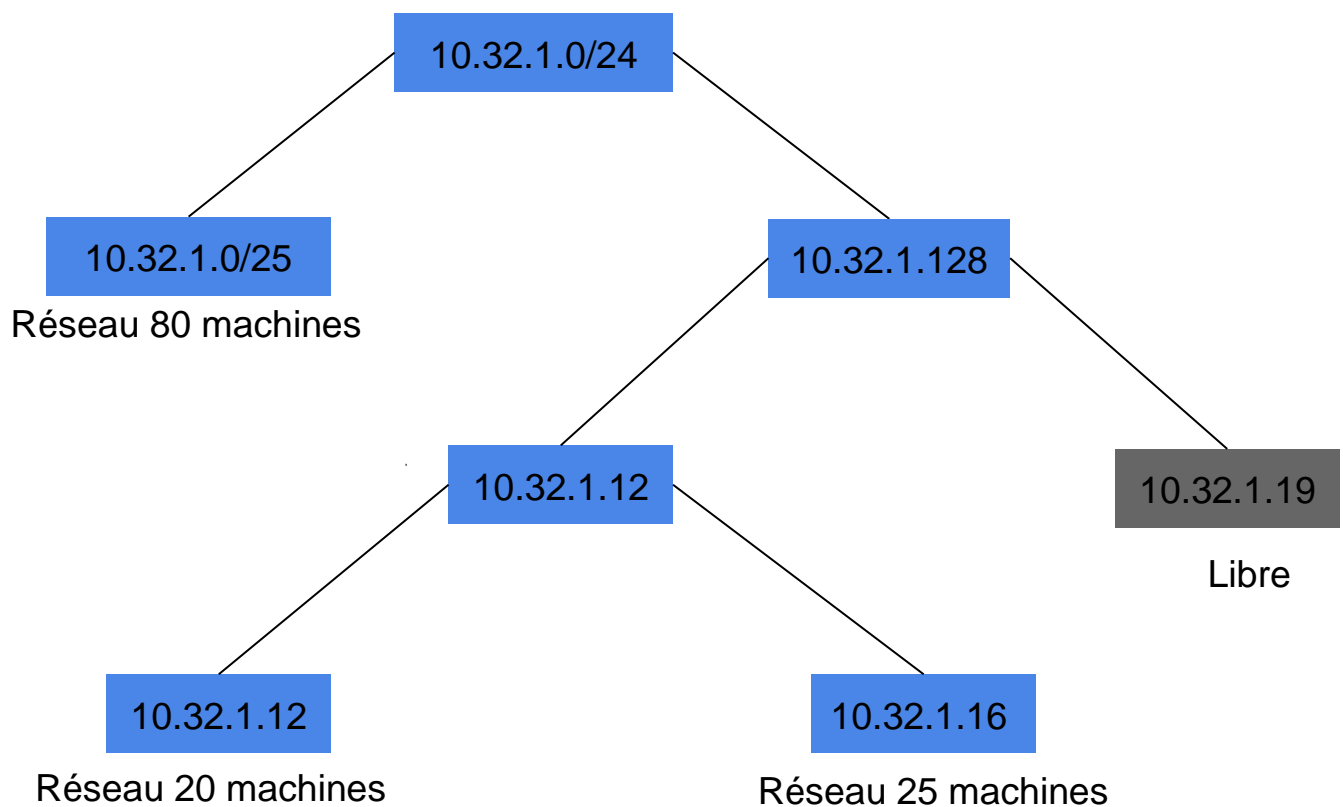 10.32.1.0/24
10.32.1.0/25
10.32.1.128
Réseau 80 machines
10.32.1.12
10.32.1.19
Libre
10.32.1.12
10.32.1.16
Réseau 20 machines
Réseau 25 machines